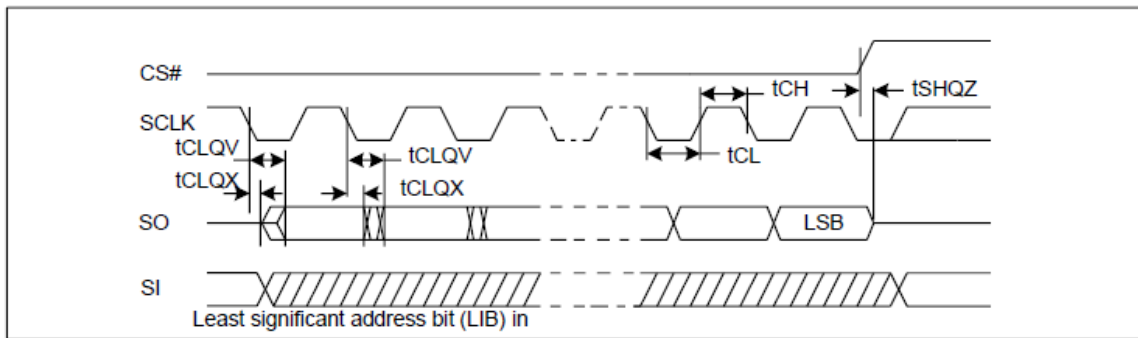 CS#
tCH
tSHQZ
SCLK
tCLQV
tCLQV
tCL
tCLQX
tCLQX
SO
LSB
SI
Least significant address bit (LIB) in